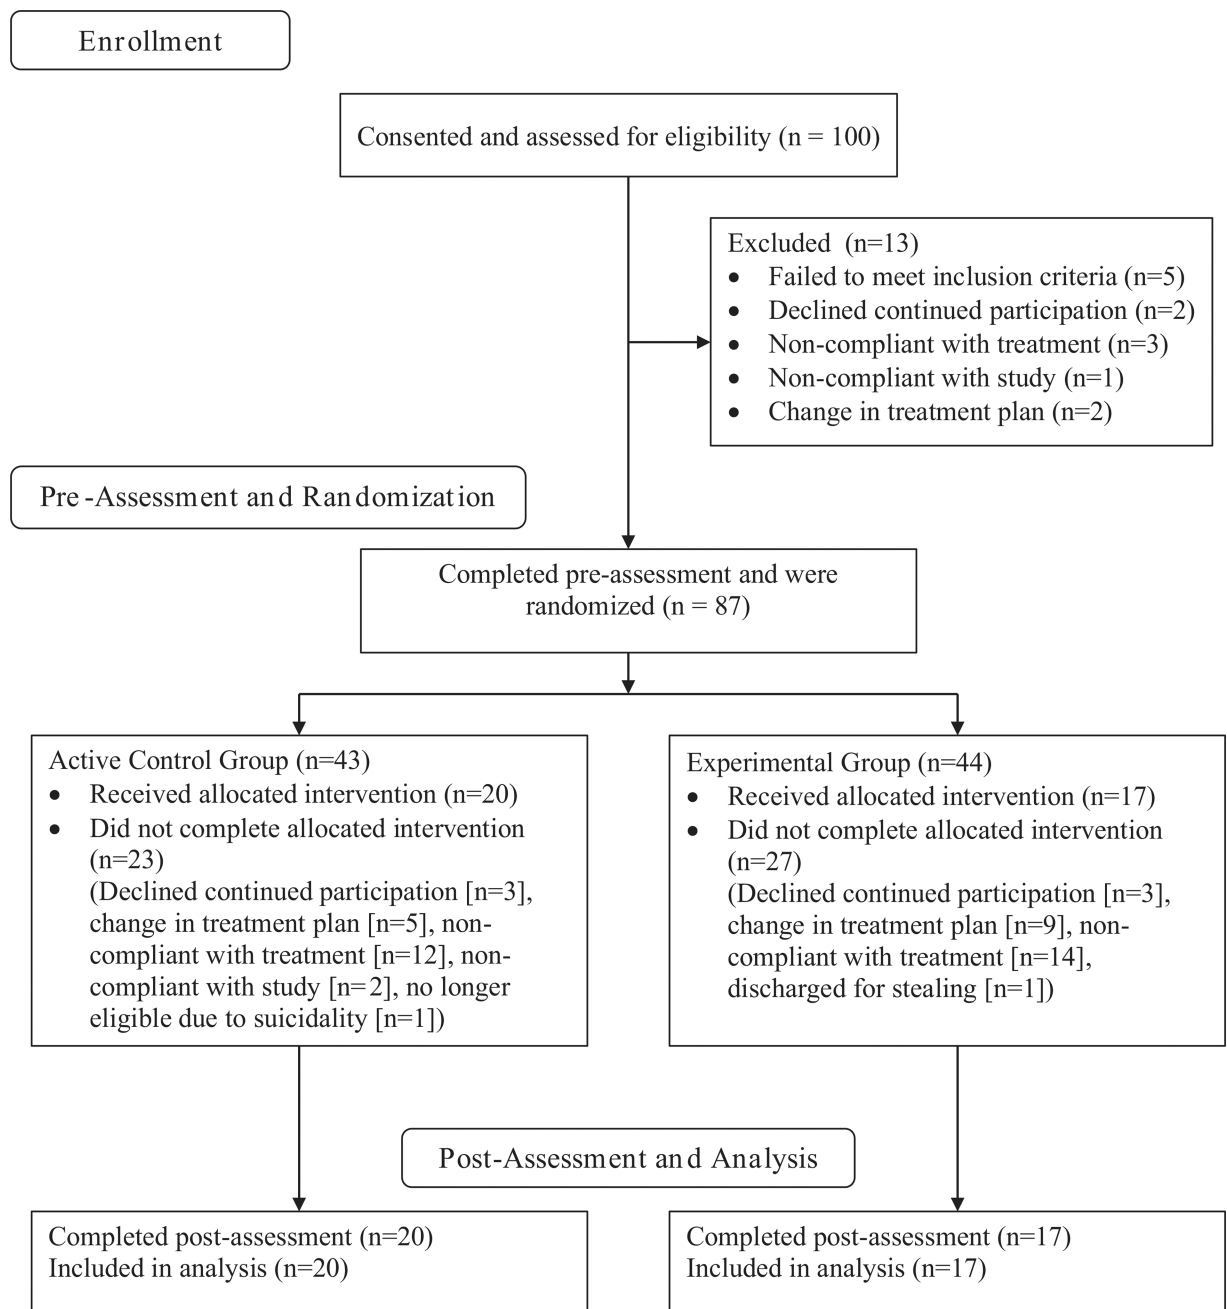 Enrollment
Consented and assessed for eligibility (n = 100)
Excluded (n=13)
• Failed to meet inclusion criteria (n=5)
• Declined continued participation (n=2)
• Non-compliant with treatment (n=3)
• Non-compliant with study (n=1)
• Change in treatment plan (n=2)
Pre-Assessment and Randomization
Completed pre-assessment and were
randomized (n = 87)
Active Control Group (n=43)
• Received allocated intervention (n=20)
• Did not complete allocated intervention
(n=23)
(Declined continued participation [n=3],
change in treatment plan [n=5], non-
compliant with treatment [n=12], non-
compliant with study [n=2], no longer
eligible due to suicidality [n=1])
Experimental Group (n=44)
• Received allocated intervention (n=17)
• Did not complete allocated intervention
(n=27)
(Declined continued participation [n=3],
change in treatment plan [n=9], non-
compliant with treatment [n=14],
discharged for stealing [n=1])
Post-Assessment and Analysis
Completed post-assessment (n=20)
Included in analysis (n=20)
Completed post-assessment (n=17)
Included in analysis (n=17)